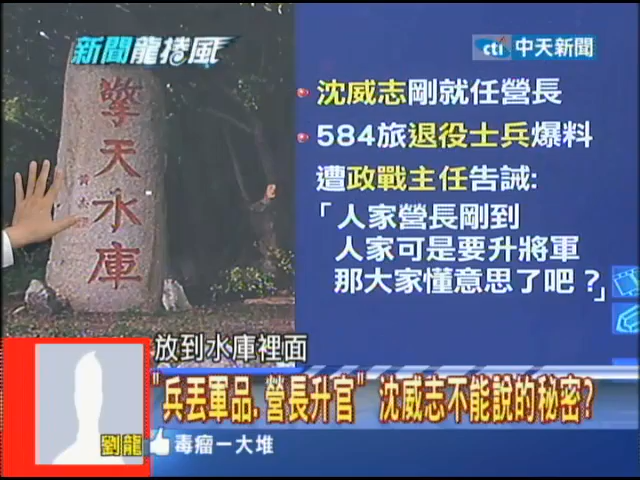 新聞龍捲風
cti 中天新聞
擎天水庫
沈威志剛就任營長
584旅退役士兵爆料
遭政戰主任告誡:
「人家營長剛到
人家可是要升將軍
那大家懂意思了吧?」
放到水庫裡面
"兵丟軍品.營長升官" 沈威志不能說的秘密?
劉龍
毒瘤一大堆